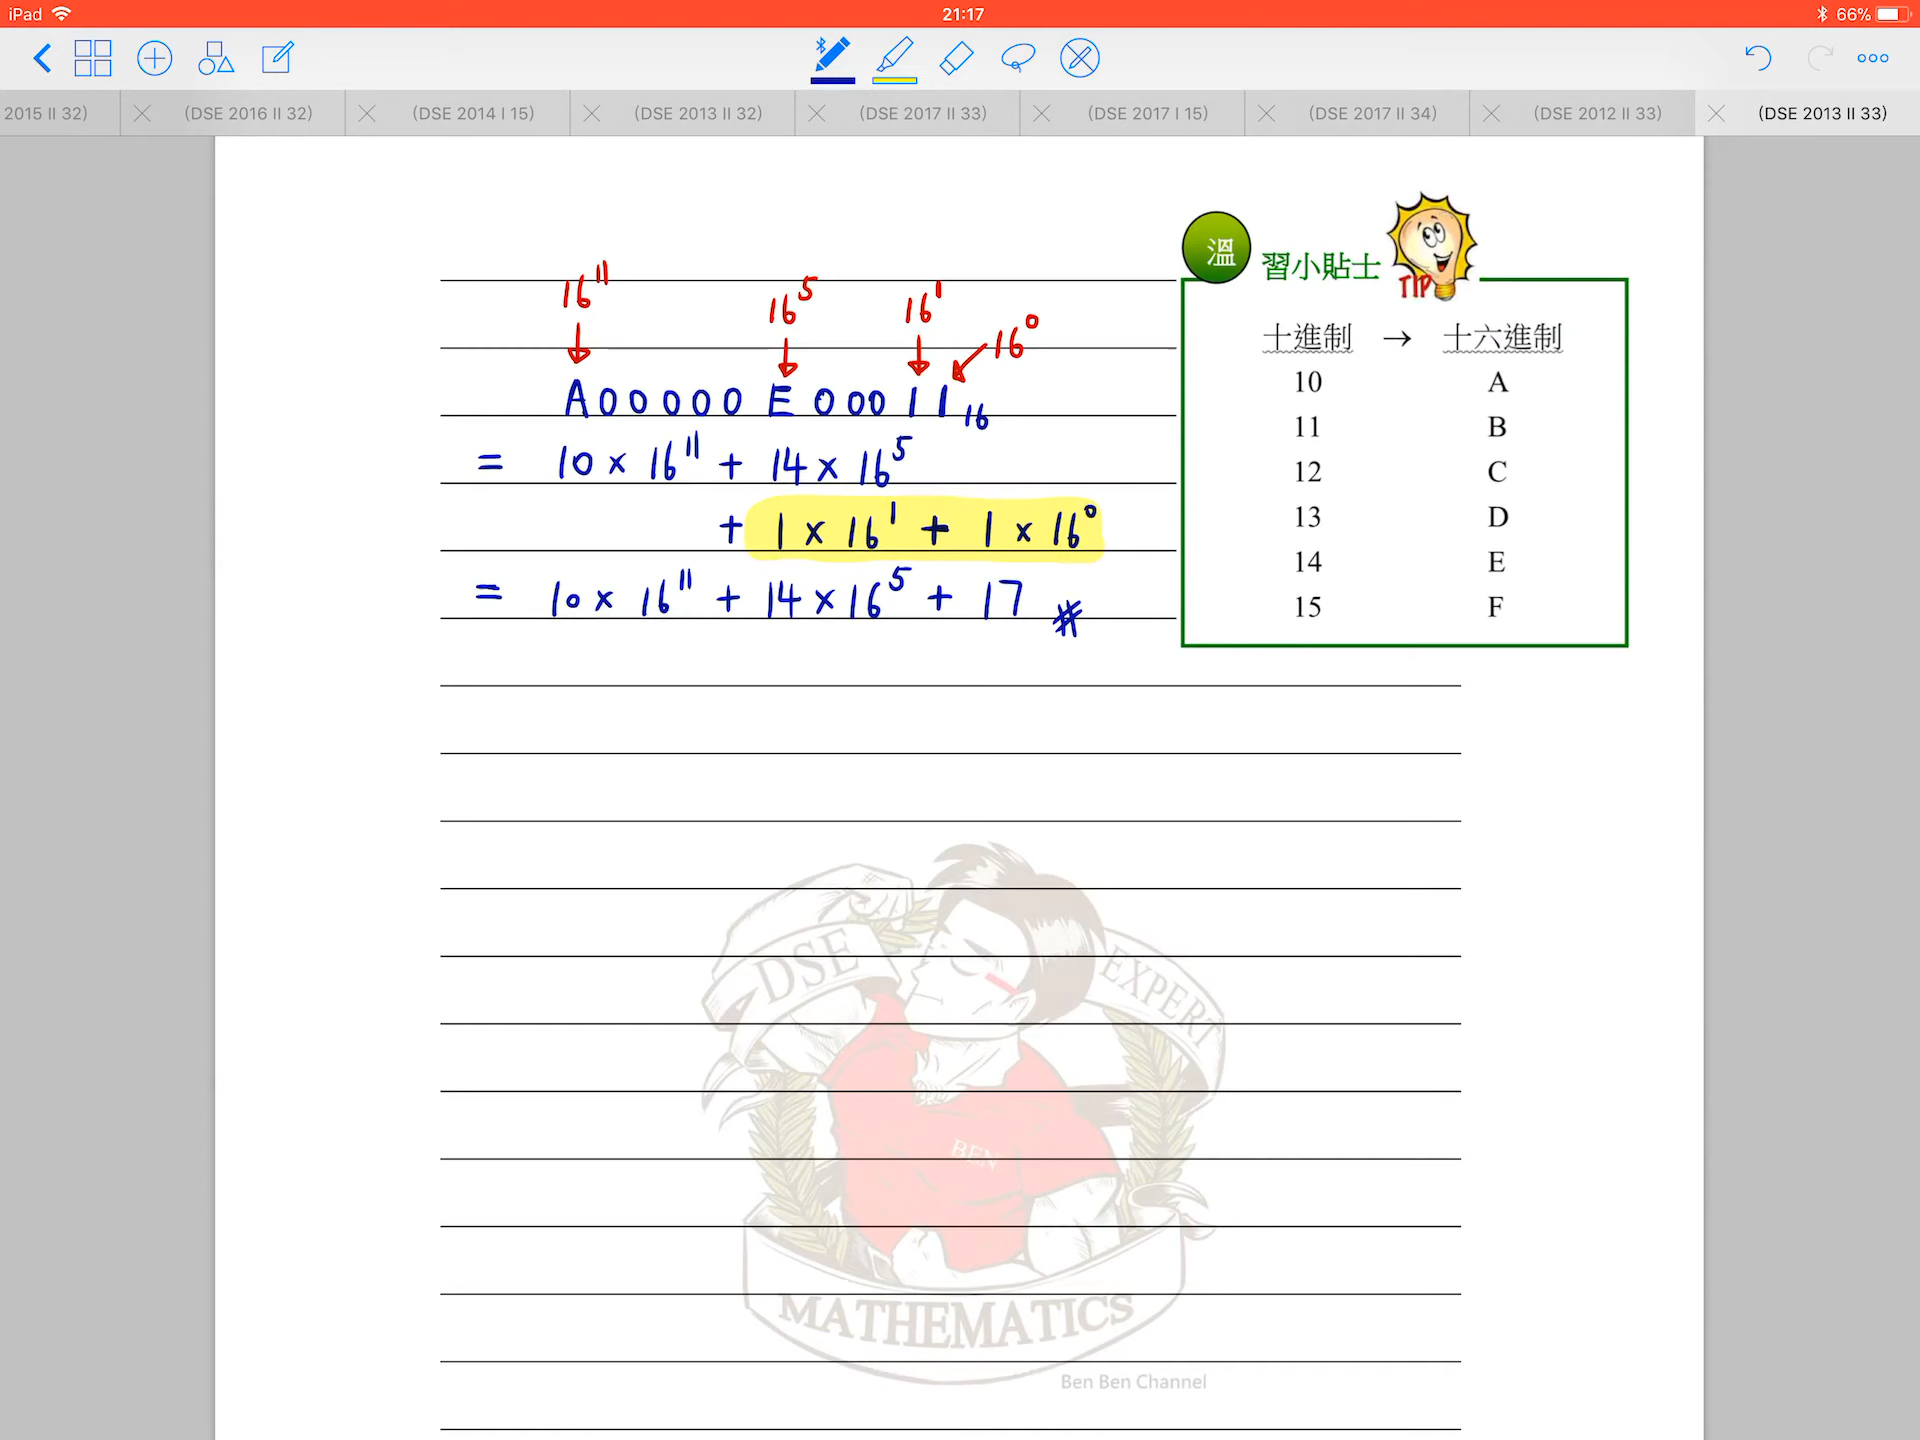 iPad 21:17 66%
2015 II 32) (DSE 2016 II 32) (DSE 2014 I 15) (DSE 2013 II 32) (DSE 2017 II 33) (DSE 2017 I 15) (DSE 2017 II 34) (DSE 2012 II 33) (DSE 2013 II 33)
溫習小貼士
TIP
16¹¹ 16⁵ 16¹ 16⁰
A00000E00011₁₆
= 10 × 16¹¹ + 14 × 16⁵
+ 1 × 16¹ + 1 × 16⁰
= 10 × 16¹¹ + 14 × 16⁵ + 17 #
十進制 → 十六進制
10 A
11 B
12 C
13 D
14 E
15 F
DSE EXPERT
BEN
MATHEMATICS
Ben Ben Channel